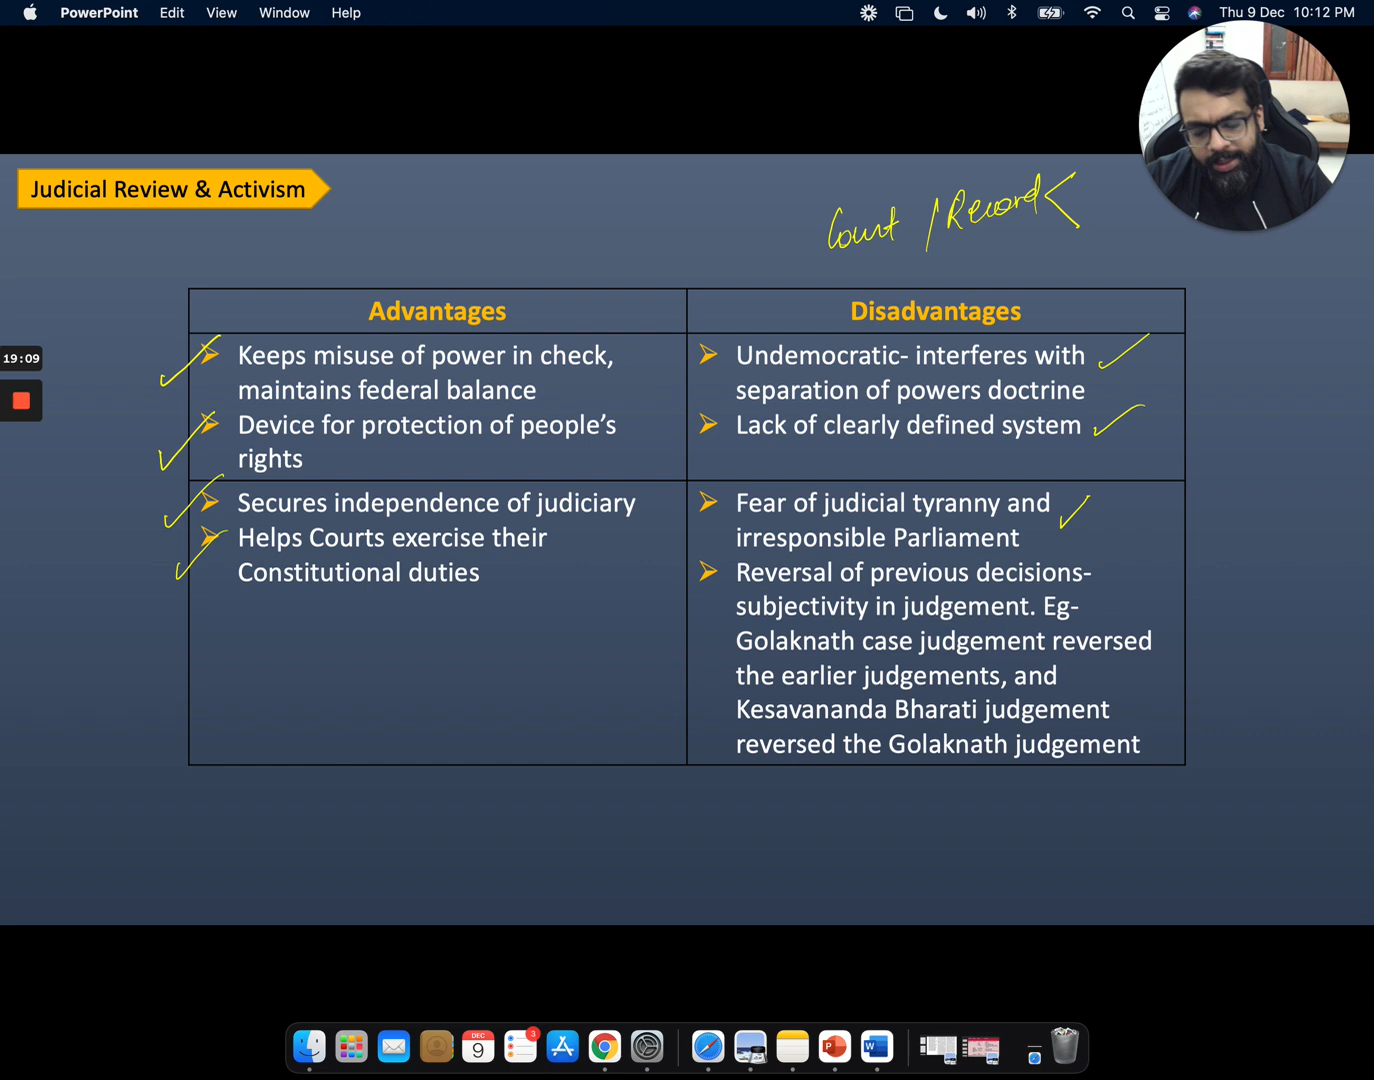 PowerPoint Edit View Window Help
Thu 9 Dec 10:12 PM
Judicial Review & Activism
Court / Record
19:09
Advantages
Disadvantages
Keeps misuse of power in check,
maintains federal balance
Device for protection of people’s
rights
Undemocratic- interferes with
separation of powers doctrine
Lack of clearly defined system
Secures independence of judiciary
Helps Courts exercise their
Constitutional duties
Fear of judicial tyranny and
irresponsible Parliament
Reversal of previous decisions-
subjectivity in judgement. Eg-
Golaknath case judgement reversed
the earlier judgements, and
Kesavananda Bharati judgement
reversed the Golaknath judgement
DEC
9
3
P
W